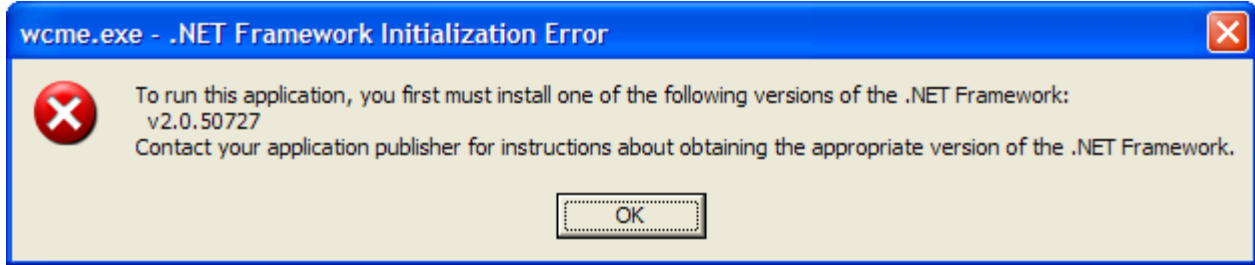 wcme.exe - .NET Framework Initialization Error
To run this application, you first must install one of the following versions of the .NET Framework:
v2.0.50727
Contact your application publisher for instructions about obtaining the appropriate version of the .NET Framework.
OK